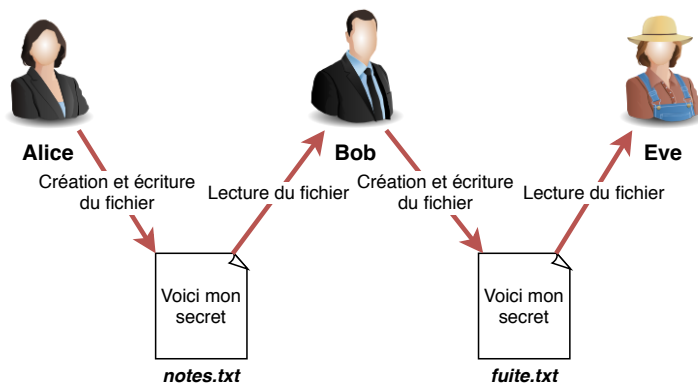 Alice
Bob
Eve
Création et écriture
du fichier
Lecture du fichier
Création et écriture
du fichier
Lecture du fichier
Voici mon
secret
Voici mon
secret
notes.txt
fuite.txt